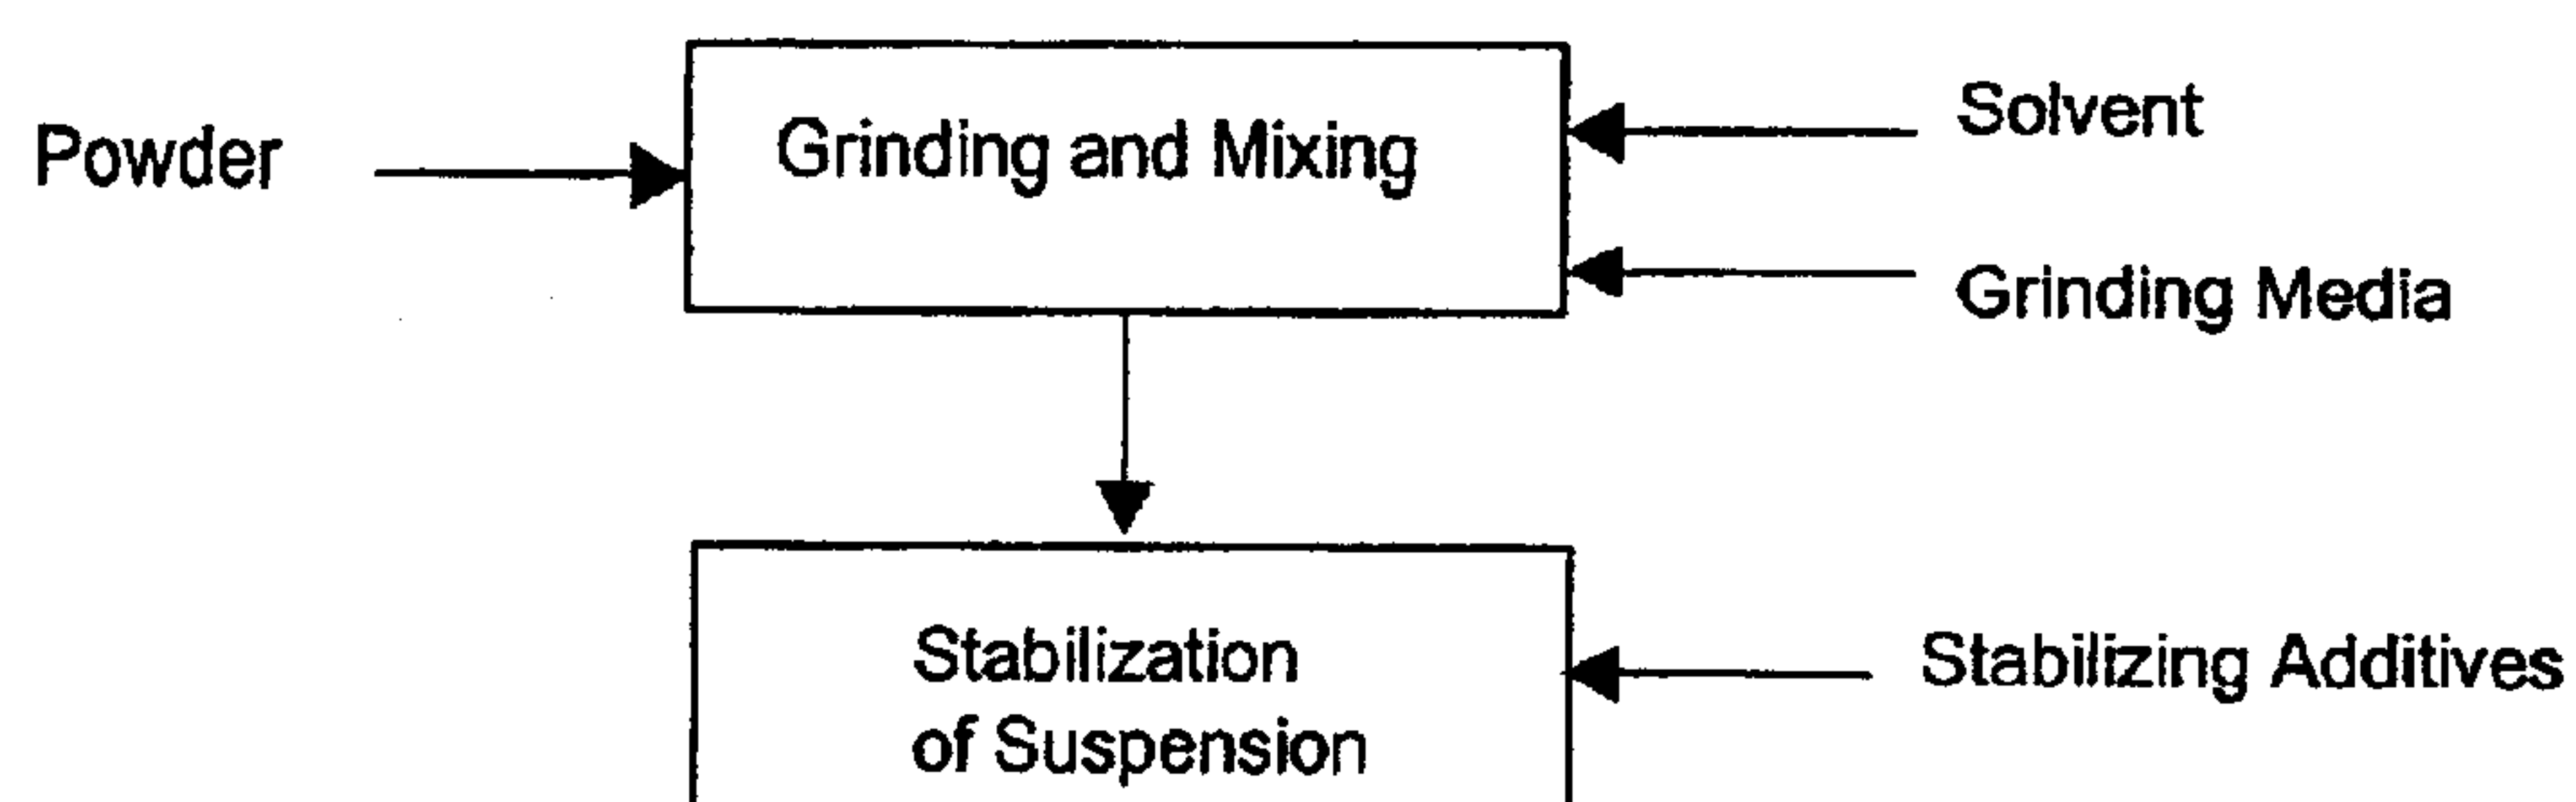 Powder
Grinding and Mixing
Solvent
Grinding Media
Stabilization
of Suspension
Stabilizing Additives